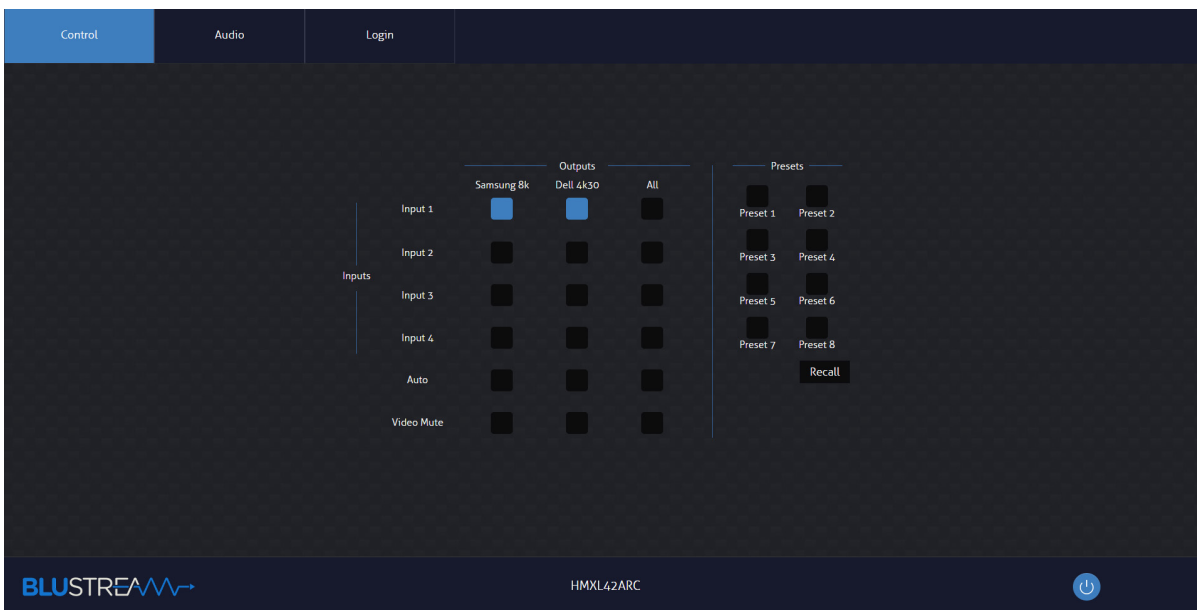 Control Audio Login
Outputs
Presets
Samsung 8k Dell 4k30 All
Input 1
Preset 1 Preset 2
Input 2
Preset 3 Preset 4
Inputs
Input 3
Preset 5 Preset 6
Input 4
Preset 7 Preset 8
Recall
Auto
Video Mute
BLUSTREAM
HMXL42ARC